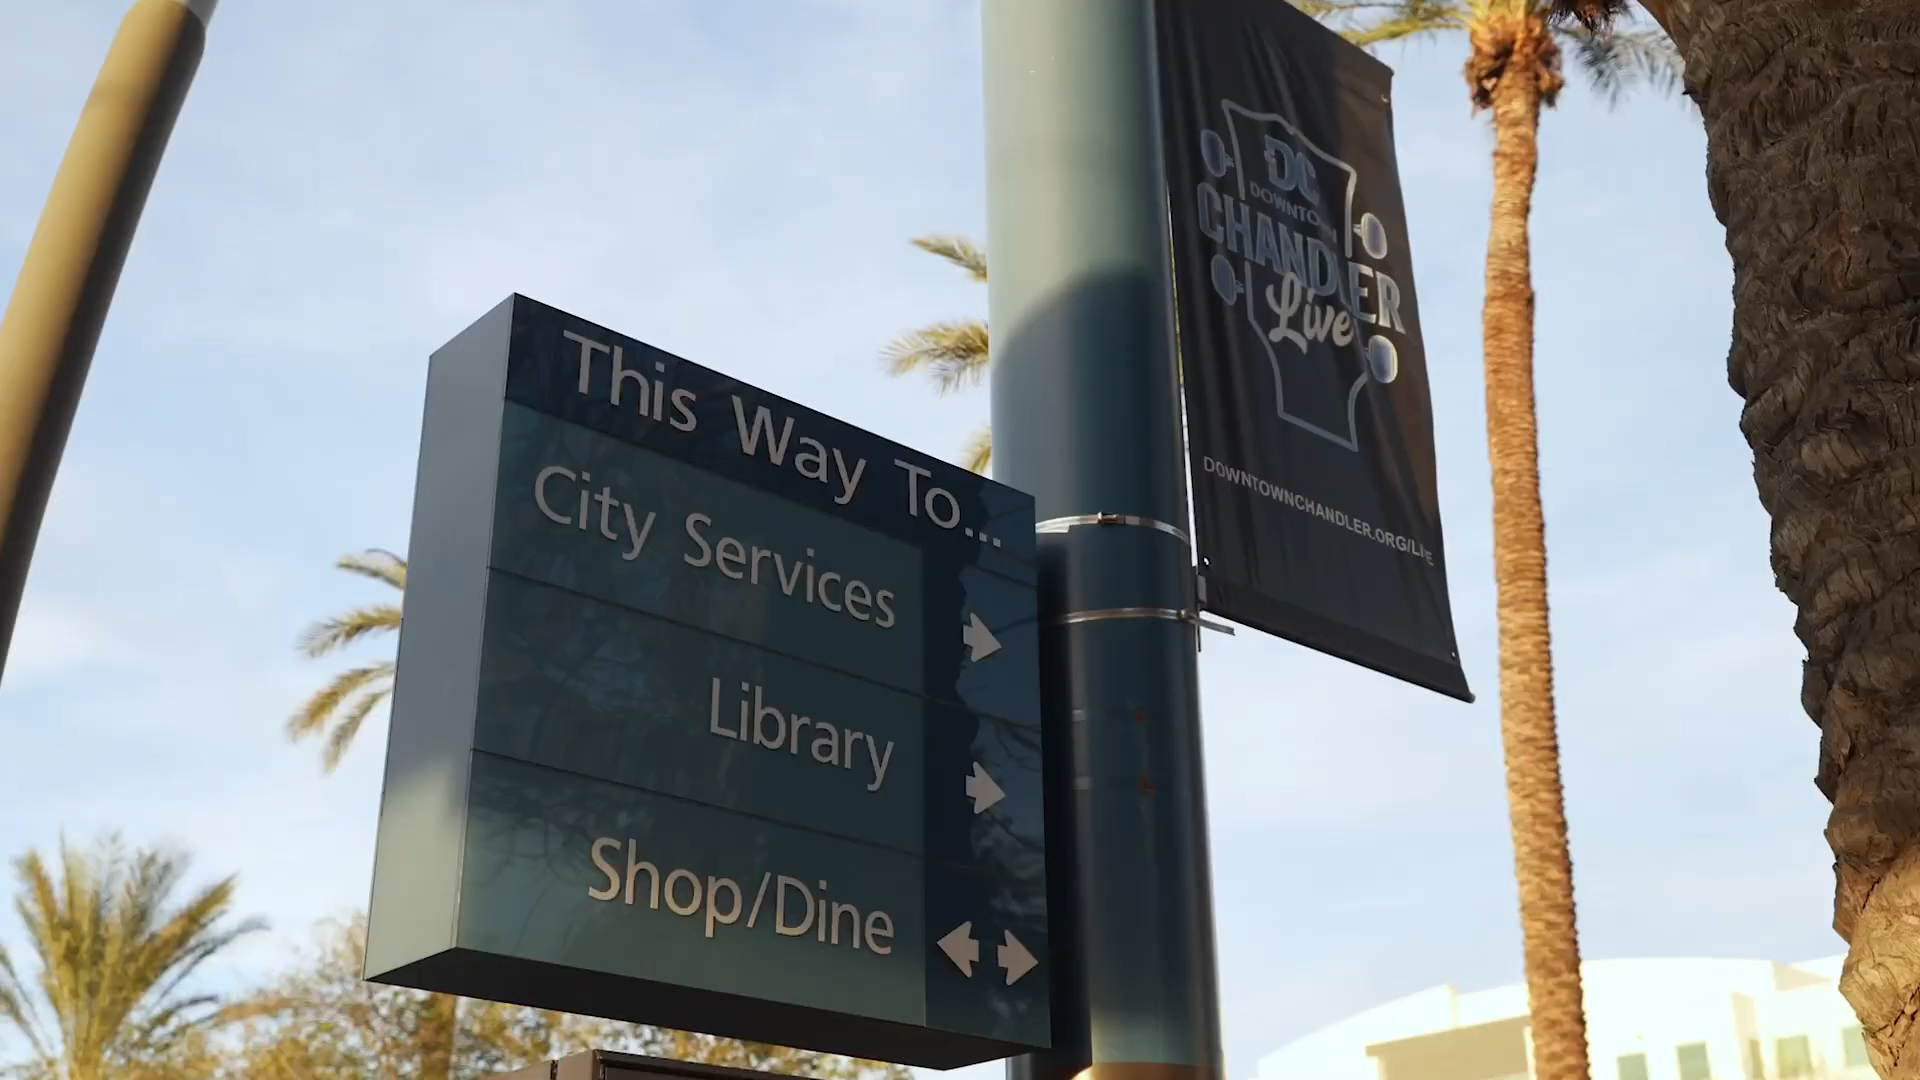 This Way To...
City Services
Library
Shop/Dine
DC
DOWNTOWN
CHANDLER
Live
DOWNTOWNCHANDLER.ORG/LIVE